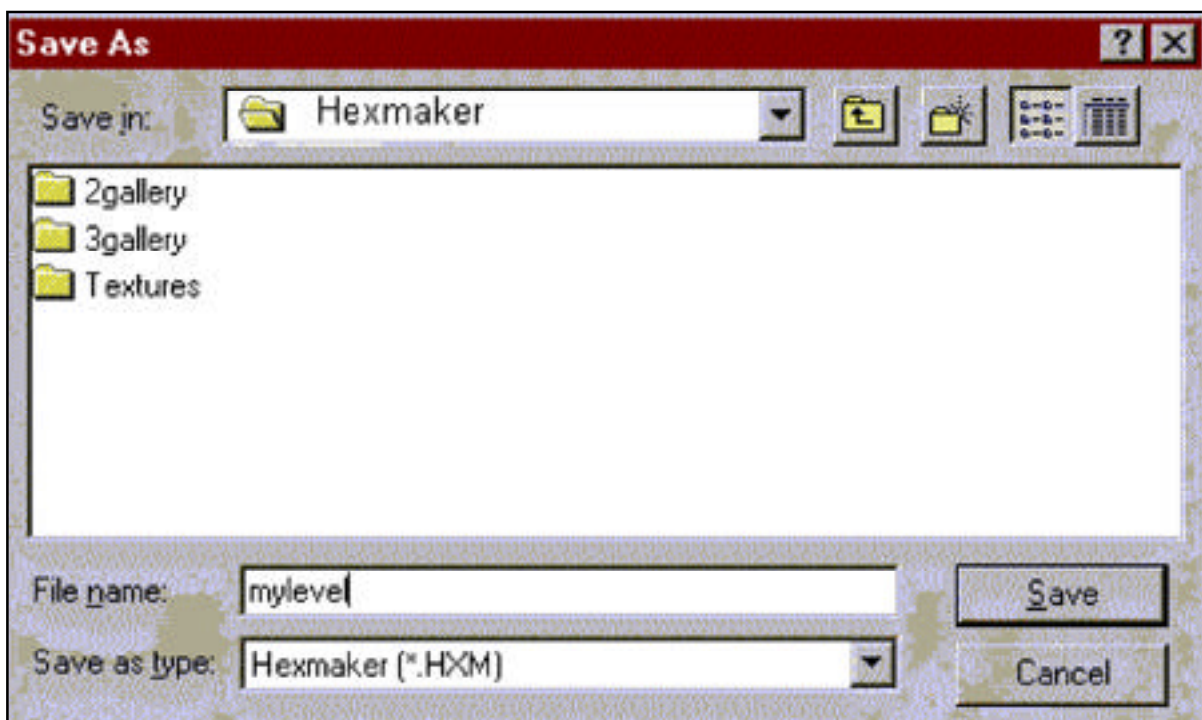 Save As
Save in: Hexmaker
2gallery
3gallery
Textures
File name: mylevel Save
Save as type: Hexmaker (*.HXM) Cancel